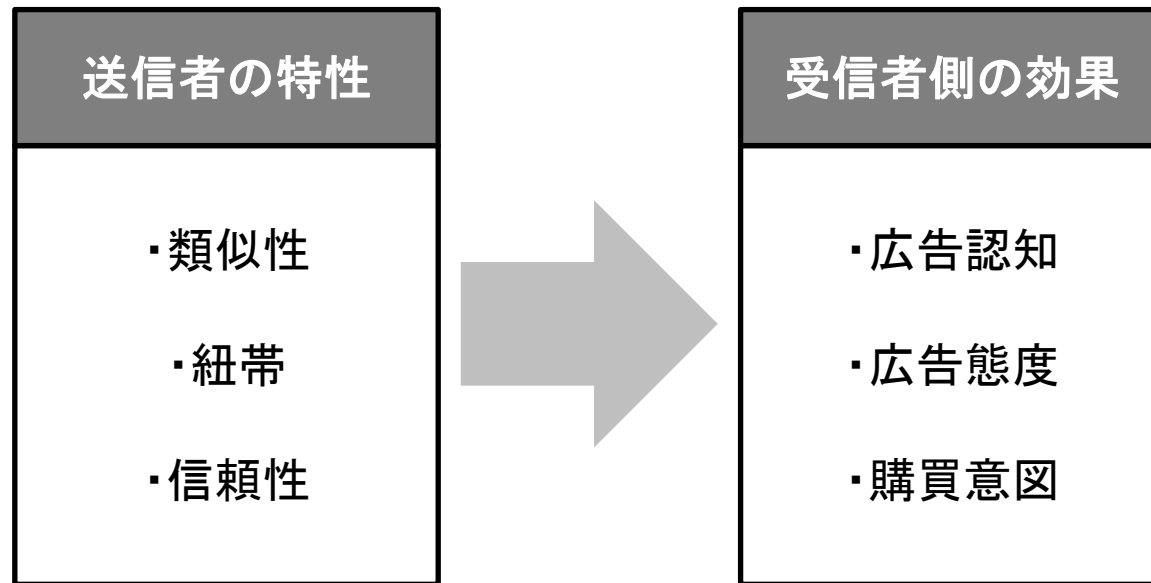 送信者の特性
・類似性
・紐帯
・信頼性
受信者側の効果
・広告認知
・広告態度
・購買意図